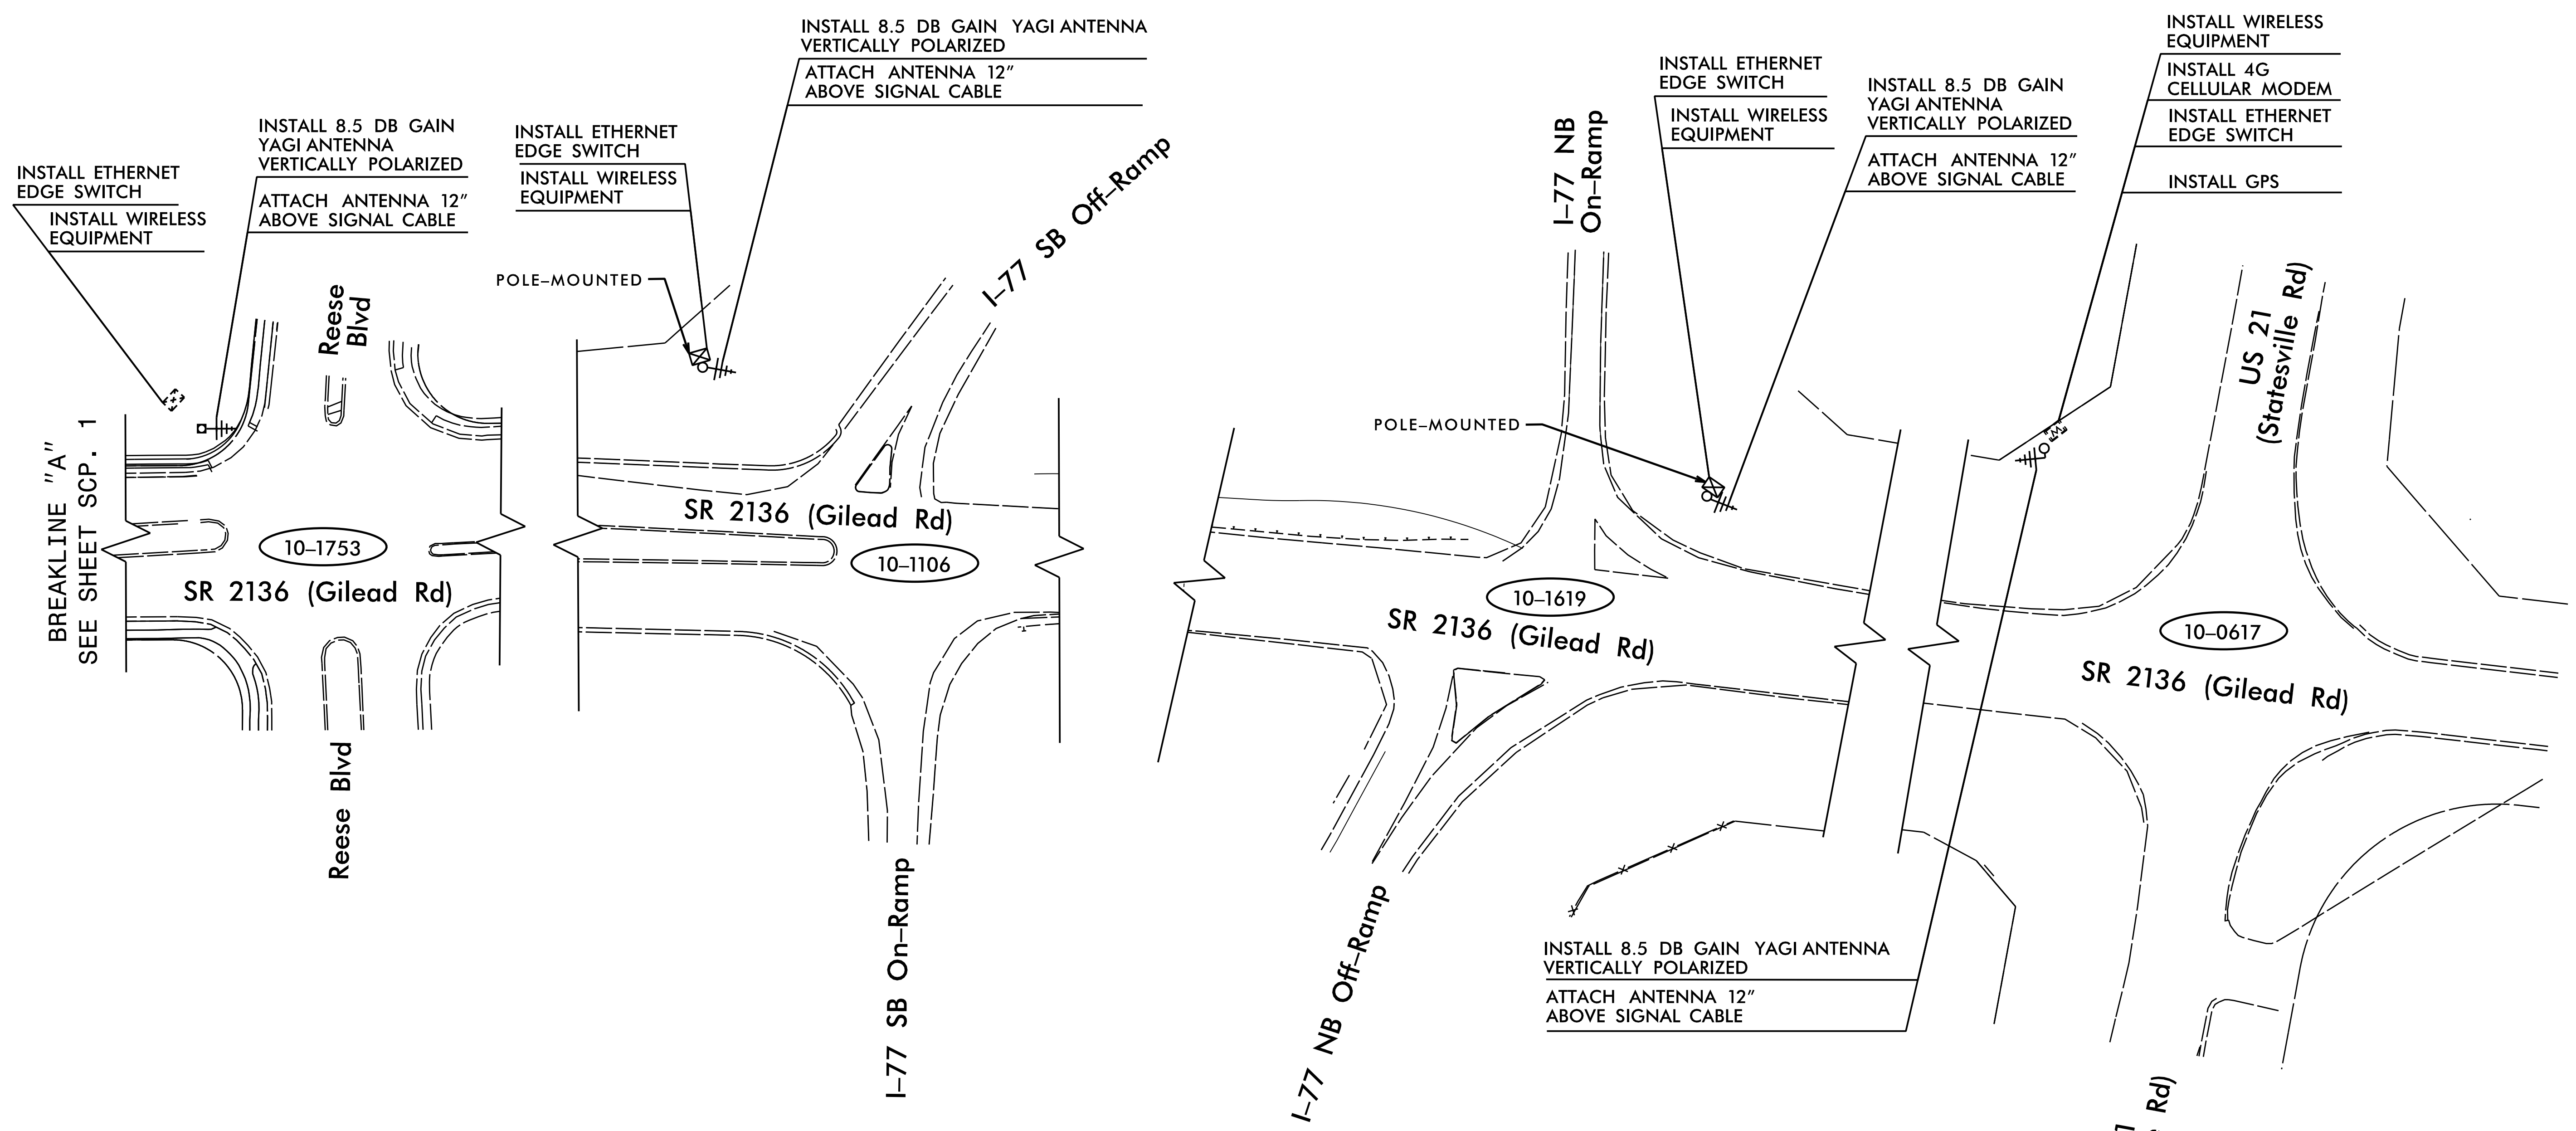 INSTALL ETHERNET
EDGE SWITCH
INSTALL WIRELESS
EQUIPMENT
INSTALL 8.5 DB GAIN
YAGI ANTENNA
VERTICALLY POLARIZED
ATTACH ANTENNA 12"
ABOVE SIGNAL CABLE
Reese
Blvd
BREAKLINE "A"
SEE SHEET SCP. 1
10-1753
SR 2136 (Gilead Rd)
Reese Blvd
INSTALL ETHERNET
EDGE SWITCH
INSTALL WIRELESS
EQUIPMENT
POLE-MOUNTED
INSTALL 8.5 DB GAIN YAGI ANTENNA
VERTICALLY POLARIZED
ATTACH ANTENNA 12"
ABOVE SIGNAL CABLE
I-77 SB Off-Ramp
SR 2136 (Gilead Rd)
10-1106
I-77 SB On-Ramp
I-77 NB
On-Ramp
INSTALL ETHERNET
EDGE SWITCH
INSTALL WIRELESS
EQUIPMENT
INSTALL 8.5 DB GAIN
YAGI ANTENNA
VERTICALLY POLARIZED
ATTACH ANTENNA 12"
ABOVE SIGNAL CABLE
POLE-MOUNTED
10-1619
SR 2136 (Gilead Rd)
I-77 NB Off-Ramp
INSTALL WIRELESS
EQUIPMENT
INSTALL 4G
CELLULAR MODEM
INSTALL ETHERNET
EDGE SWITCH
INSTALL GPS
US 21
(Statesville Rd)
10-0617
SR 2136 (Gilead Rd)
INSTALL 8.5 DB GAIN YAGI ANTENNA
VERTICALLY POLARIZED
ATTACH ANTENNA 12"
ABOVE SIGNAL CABLE
Rd)